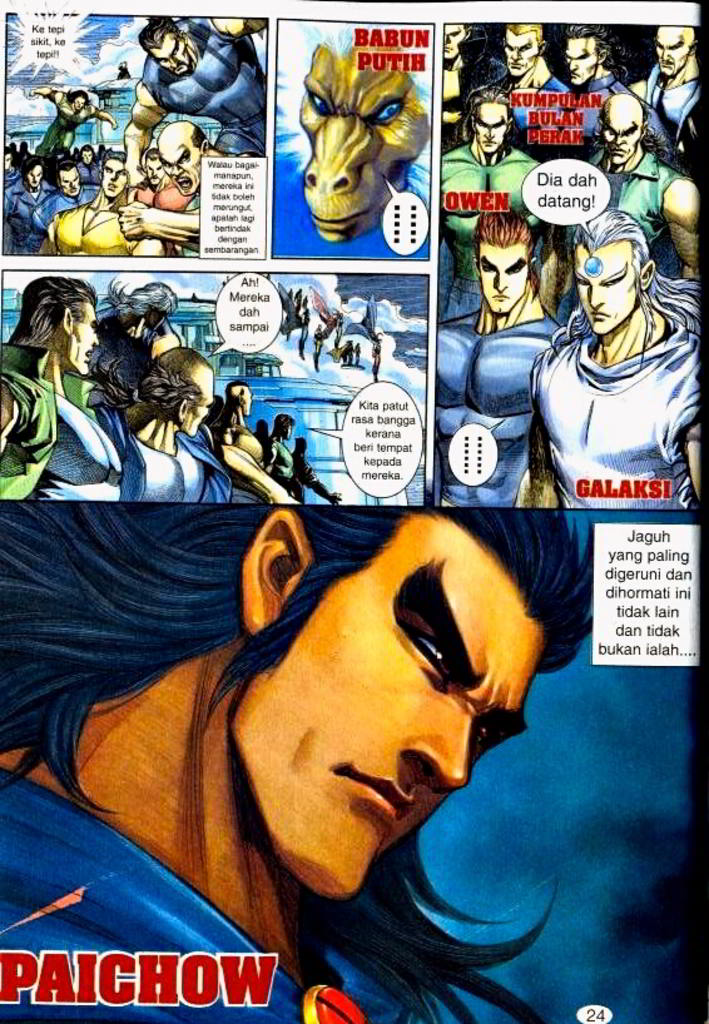 Ke tepi
sikit, ke
tepi!!
Walau bagai-
manapun,
mereka ini
tidak boleh
merungut,
apalah lagi
bertindak
dengan
sembarangan.
BABUN
PUTIH
KUMPULAN
BULAN
PERAK
OWEN
Dia dah
datang!
GALAKSI
Ah!
Mereka
dah
sampai
....
Kita patut
rasa bangga
kerana
beri tempat
kepada
mereka.
Jaguh
yang paling
digeruni dan
dihormati ini
tidak lain
dan tidak
bukan ialah....
PAICHOW
24